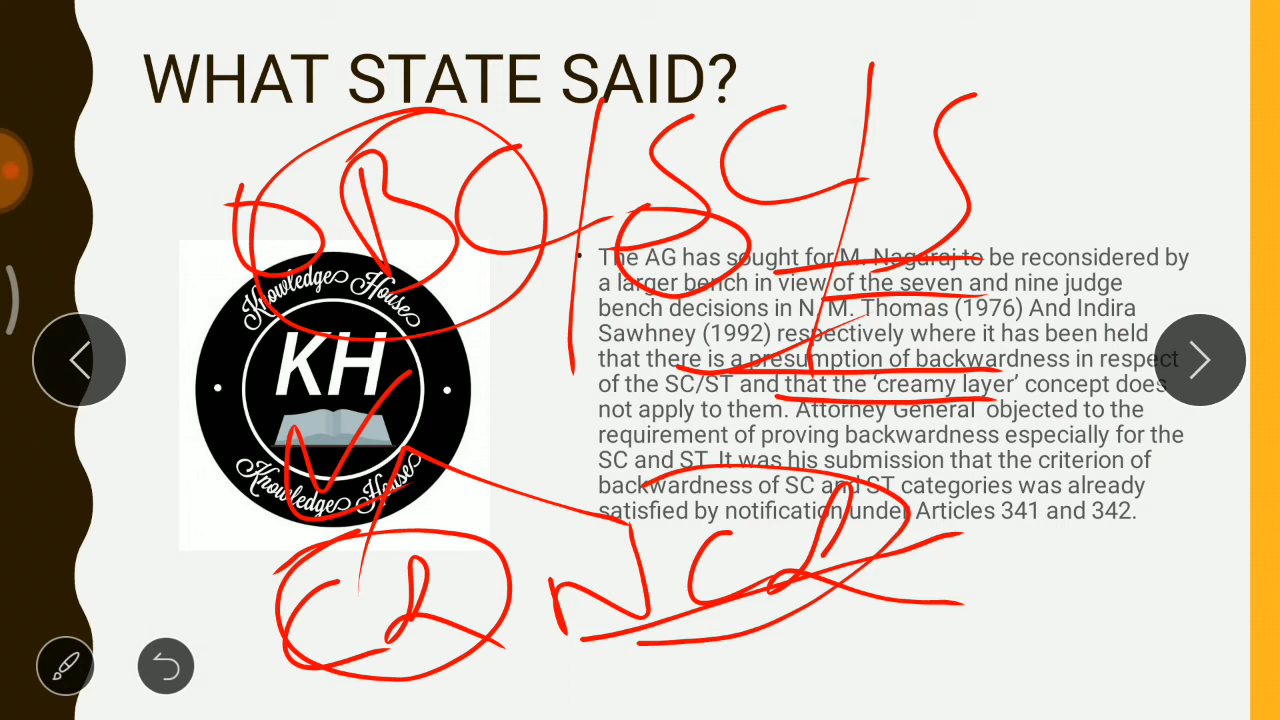 WHAT STATE SAID?
OBC/SC/S
Knowledge House
KH
Knowledge House
• The AG has sought for M. Nagaraj to be reconsidered by
a larger bench in view of the seven and nine judge
bench decisions in N. M. Thomas (1976) And Indira
Sawhney (1992) respectively where it has been held
that there is a presumption of backwardness in respect
of the SC/ST and that the ‘creamy layer’ concept does
not apply to them. Attorney General objected to the
requirement of proving backwardness especially for the
SC and ST. It was his submission that the criterion of
backwardness of SC and ST categories was already
satisfied by notification under Articles 341 and 342.
CL NCL